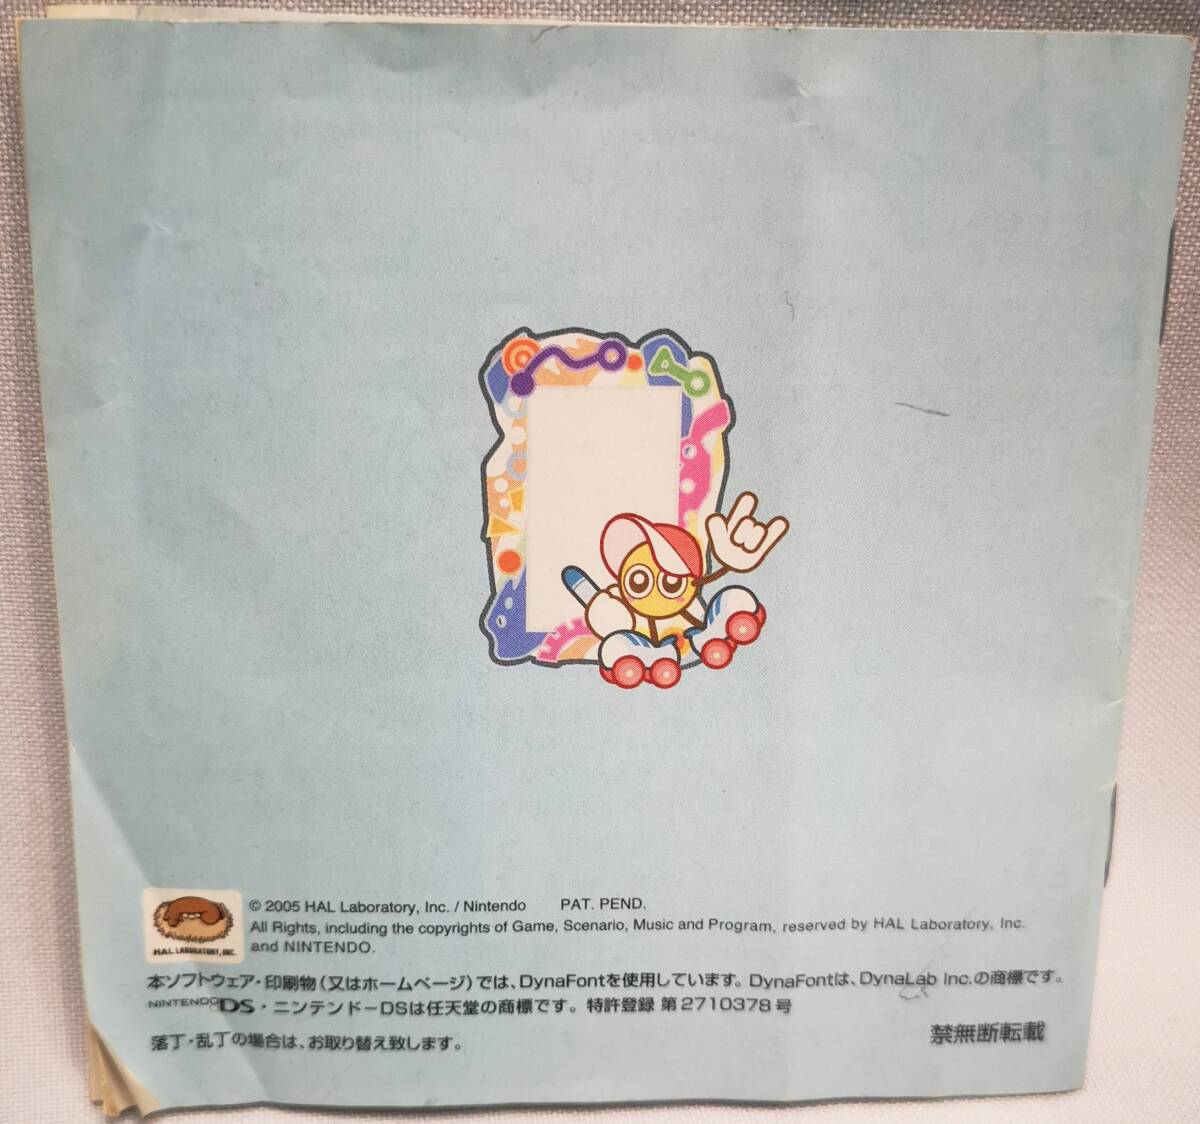 © 2005 HAL Laboratory, Inc. / Nintendo PAT. PEND.
All Rights, including the copyrights of Game, Scenario, Music and Program, reserved by HAL Laboratory, Inc.
and NINTENDO.
HAL LABORATORY, INC.
本ソフトウェア・印刷物(又はホームページ)では、DynaFontを使用しています。DynaFontは、DynaLab Inc.の商標です。
NINTENDO DS・ニンテンドーDSは任天堂の商標です。特許登録 第2710378号
落丁・乱丁の場合は、お取り替え致します。
禁無断転載